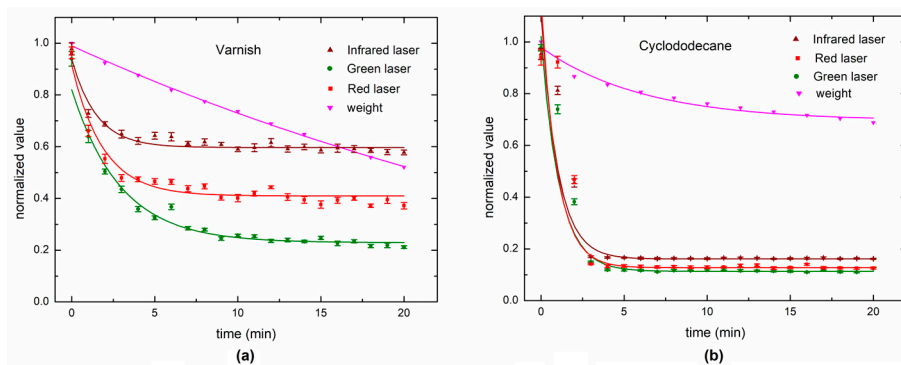 Varnish
Infrared laser
Green laser
Red laser
weight
normalized value
1.0
0.8
0.6
0.4
0.2
0.0
0
5
10
15
20
time (min)
(a)
Cyclododecane
Infrared laser
Red laser
Green laser
weight
normalized value
1.0
0.8
0.6
0.4
0.2
0.0
0
5
10
15
20
time (min)
(b)